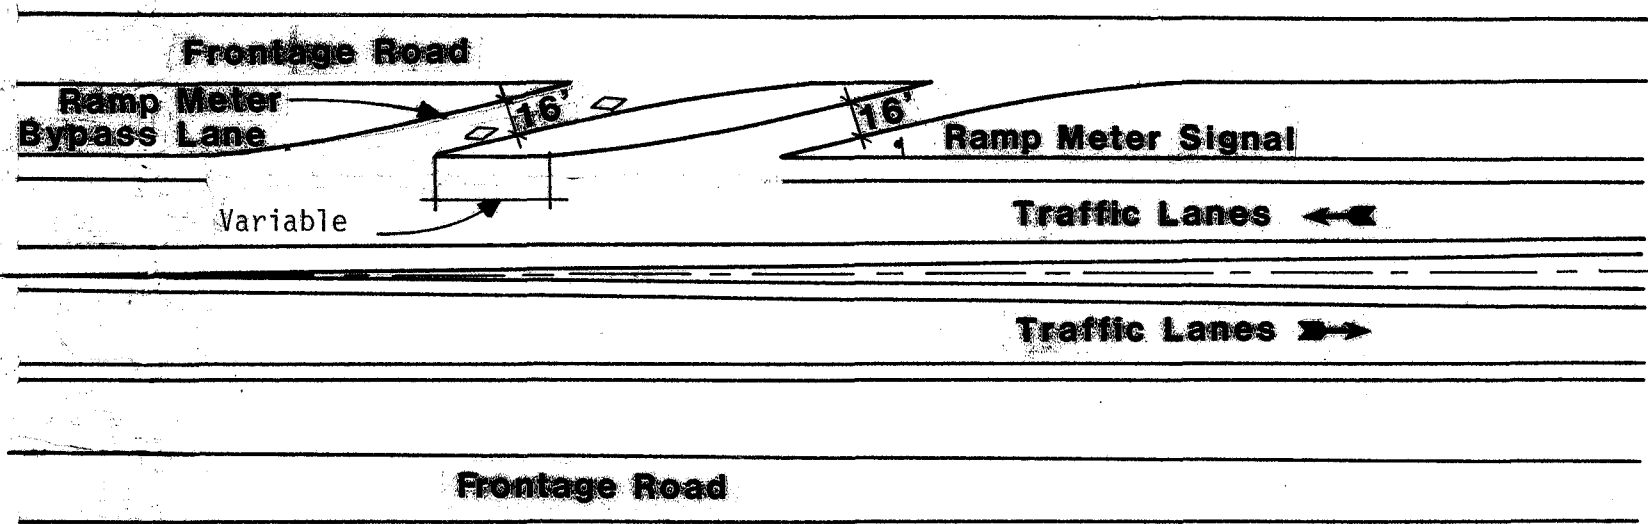 Frontage Road
Ramp Meter
Bypass Lane
16'
16'
Ramp Meter Signal
Variable
Traffic Lanes
Traffic Lanes
Frontage Road